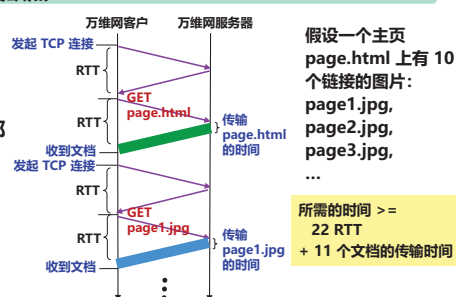 万维网客户
万维网服务器
发起 TCP 连接
RTT
GET
page.html
RTT
传输
page.html
的时间
收到文档
发起 TCP 连接
RTT
GET
page1.jpg
RTT
传输
page1.jpg
的时间
收到文档
假设一个主页
page.html 上有 10
个链接的图片：
page1.jpg,
page2.jpg,
page3.jpg,
…
所需的时间 >=
22 RTT
+ 11 个文档的传输时间